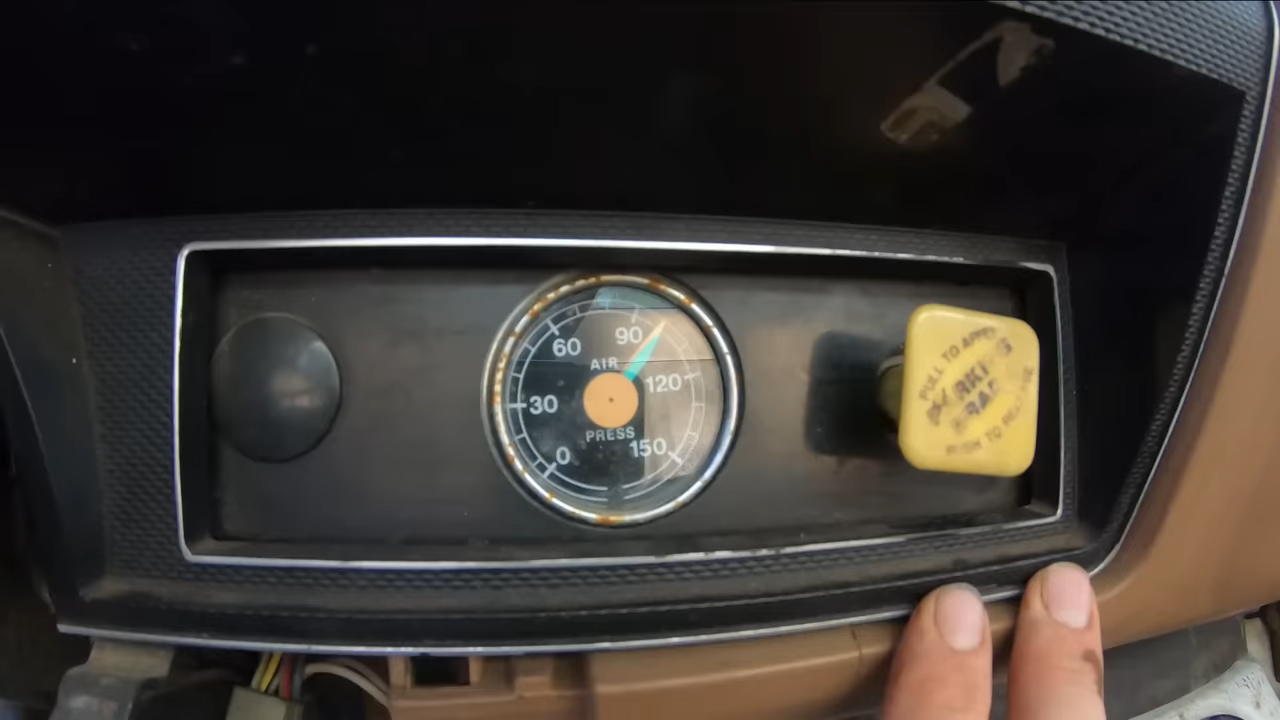 60
90
AIR
30
120
PRESS
0
150
PULL TO APPLY
PARKING
BRAKE
PUSH TO RELEASE